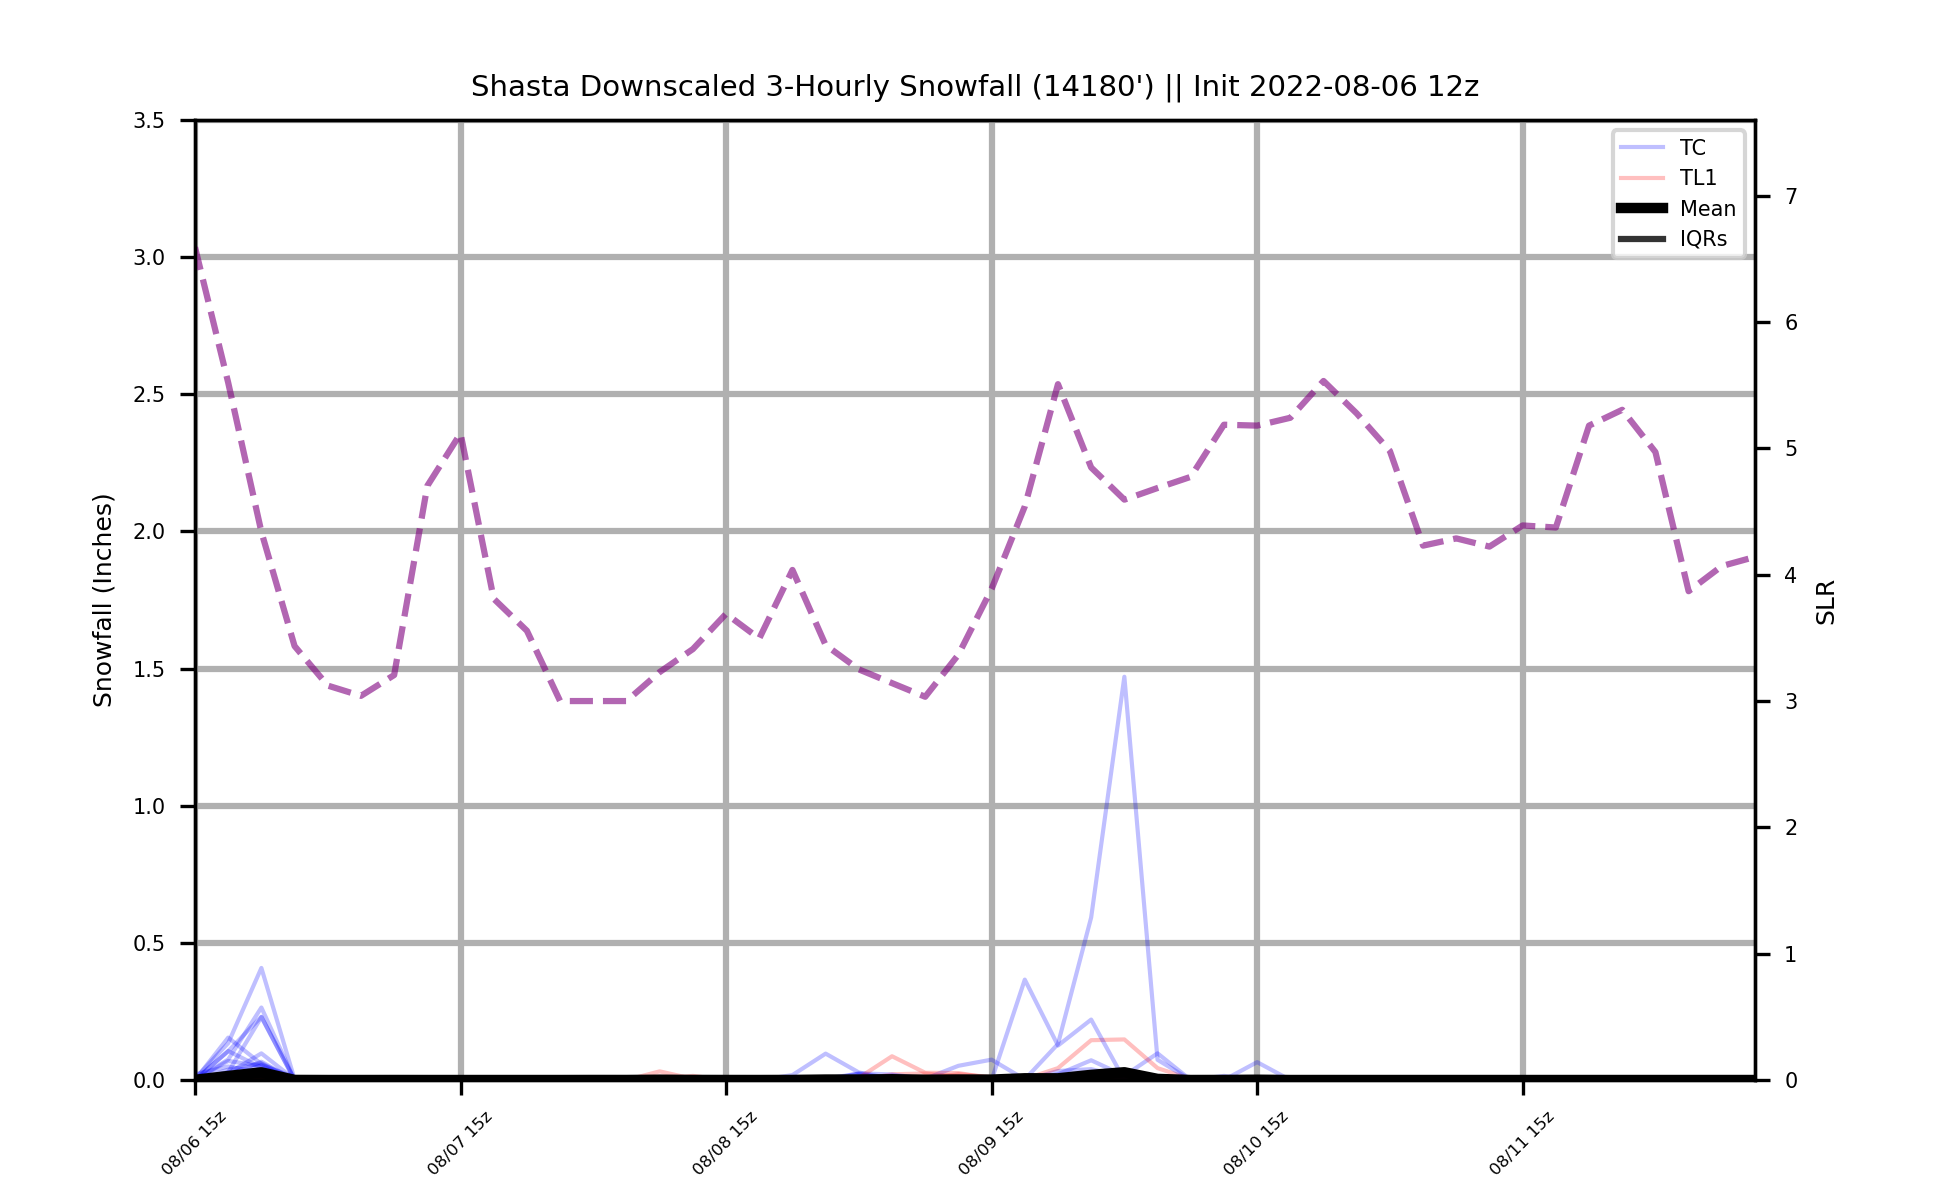 Shasta Downscaled 3-Hourly Snowfall (14180') || Init 2022-08-06 12z
3.5
3.0
2.5
2.0
1.5
1.0
0.5
0.0
Snowfall (Inches)
TC
TL1
Mean
IQRs
7
6
5
4
3
2
1
0
SLR
08/06 15z
08/07 15z
08/08 15z
08/09 15z
08/10 15z
08/11 15z